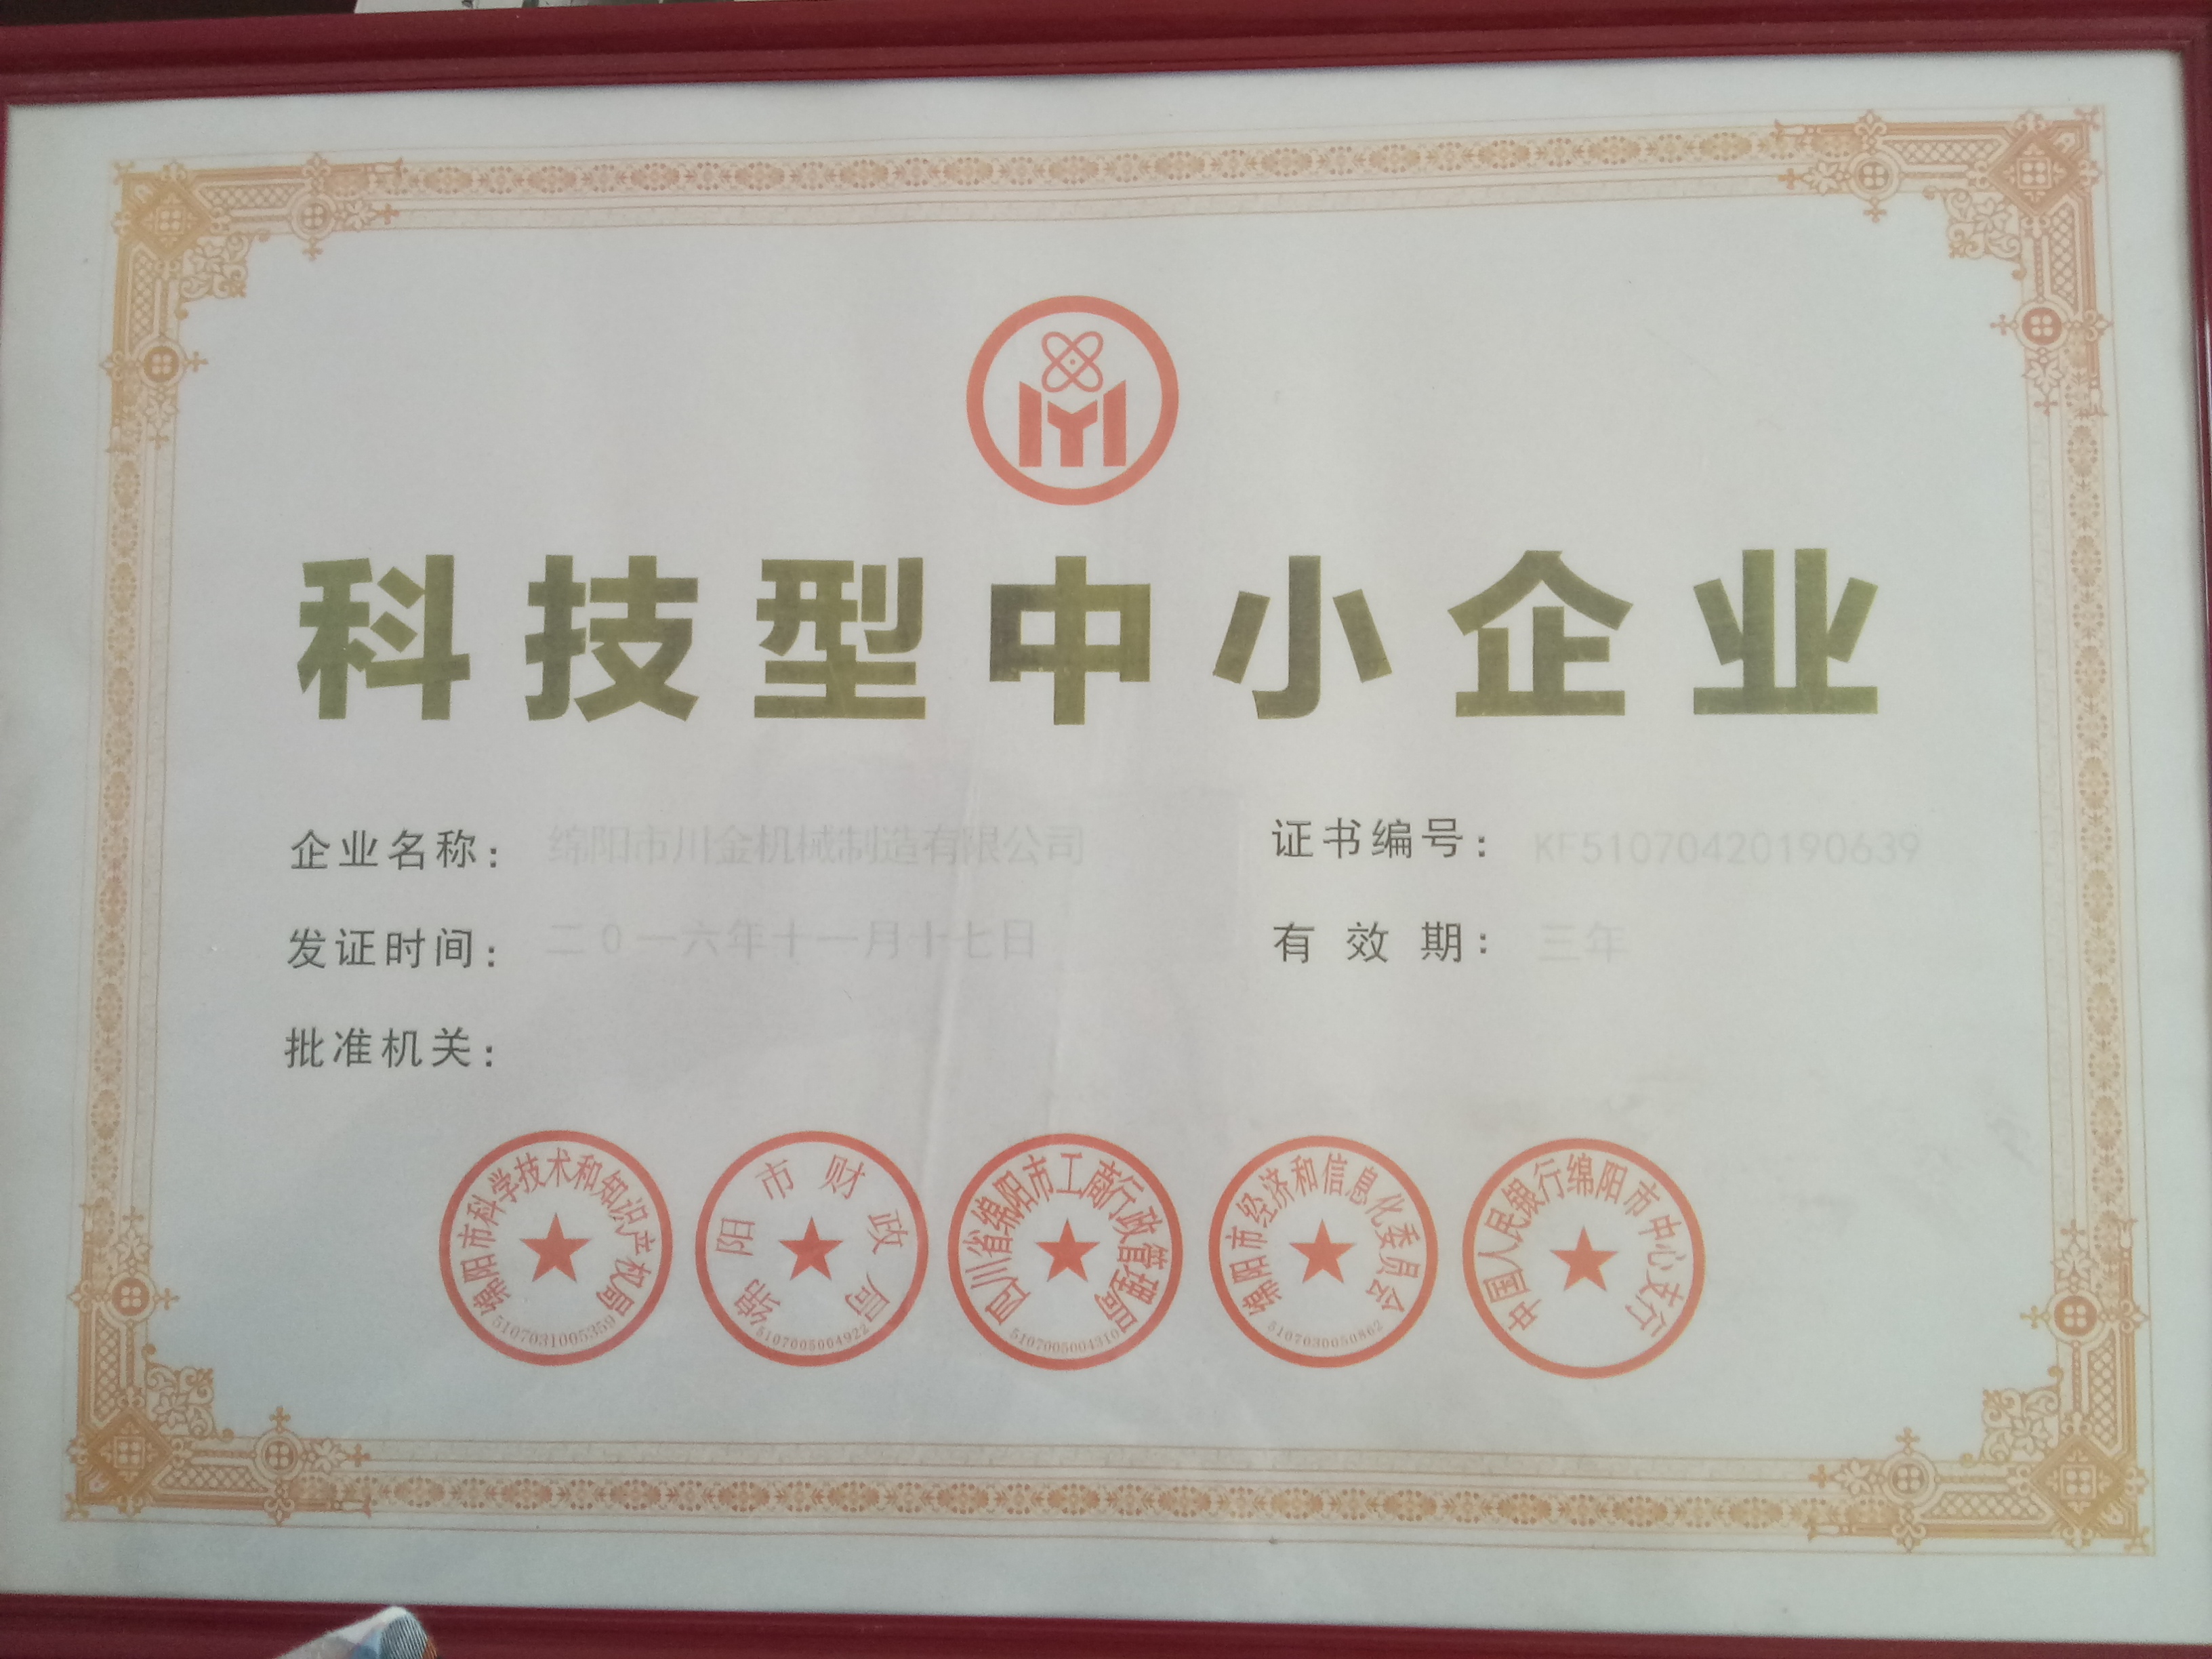 科技型中小企业
企业名称： 绵阳市川金机械制造有限公司
证书编号： KF51070420190639
发证时间： 二0一六年十一月十七日
有效期： 三年
批准机关：
绵阳市科学技术和知识产权局
5107031005359
绵阳市财政局
5107005004922
四川省绵阳市工商行政管理局
5107005004310
绵阳市经济和信息化委员会
5107030050862
中国人民银行绵阳市中心支行